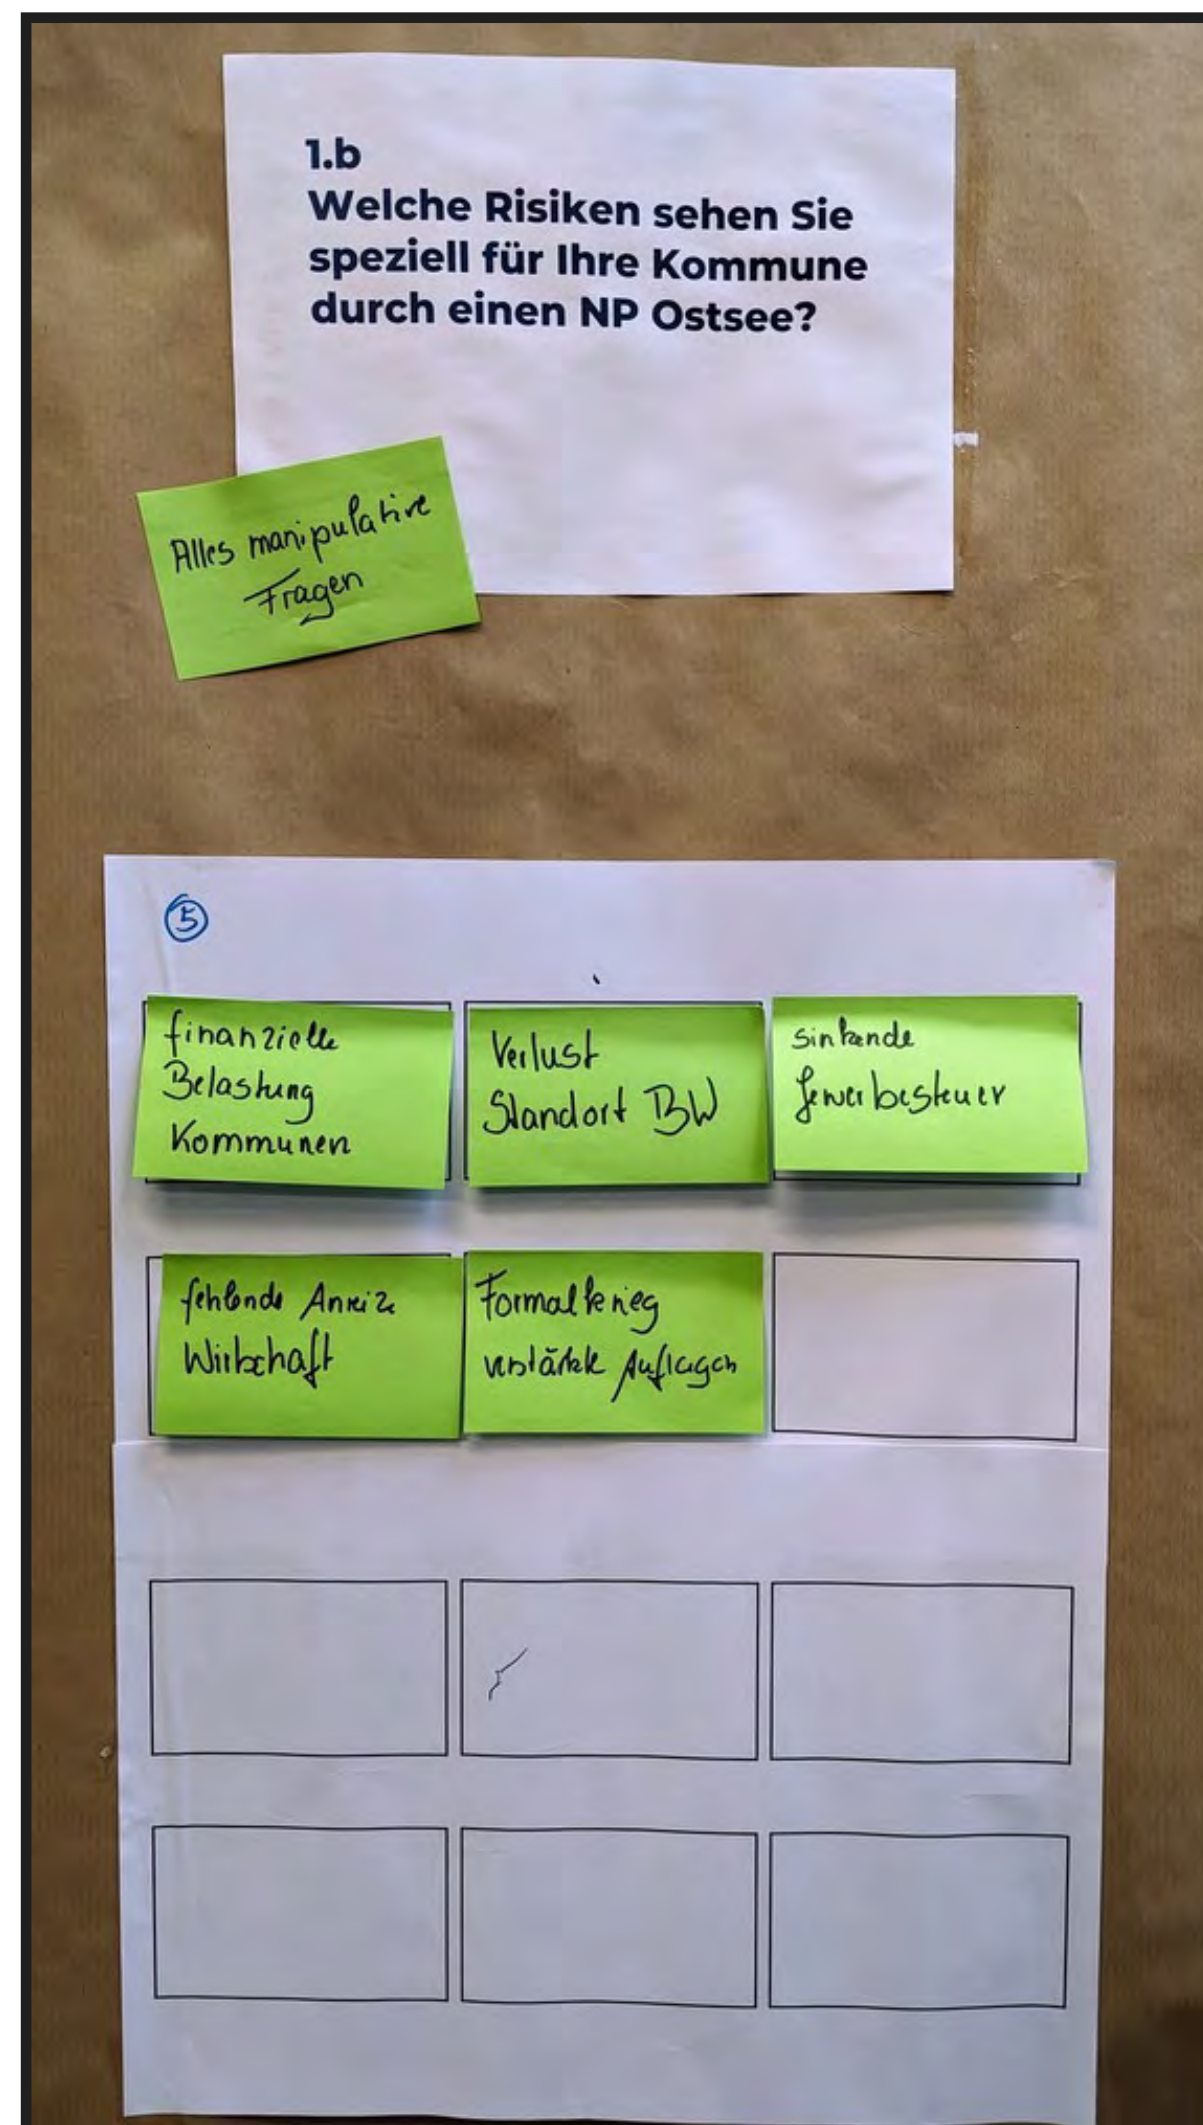 1.b
Welche Risiken sehen Sie
speziell für Ihre Kommune
durch einen NP Ostsee?
Alles manipulative
Fragen
5
finanzielle
Belastung
Kommunen
Verlust
Standort BW
sinkende
Gewerbesteuer
fehlende Anreize
Wirtschaft
Formalkrieg
verstärkte Auflagen